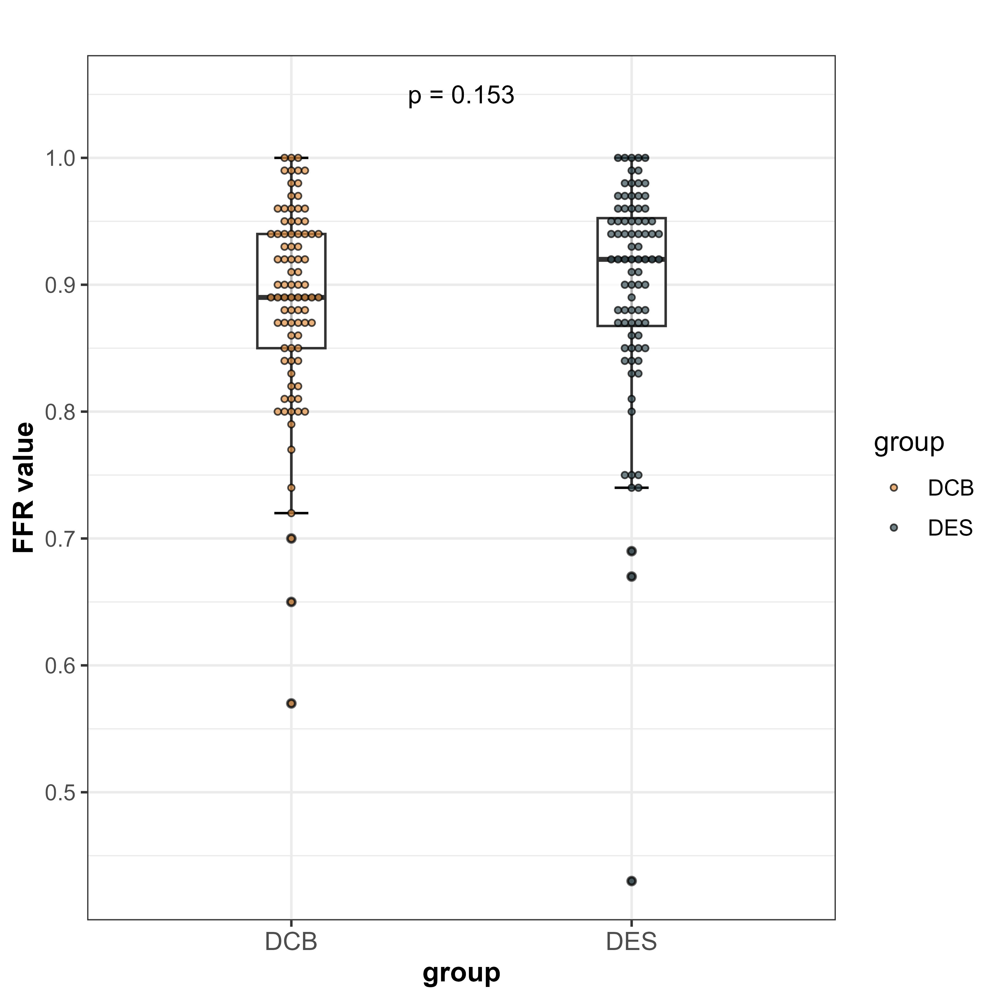 p = 0.153
1.0
0.9
0.8
0.7
0.6
0.5
FFR value
DCB
DES
group
group
DCB
DES